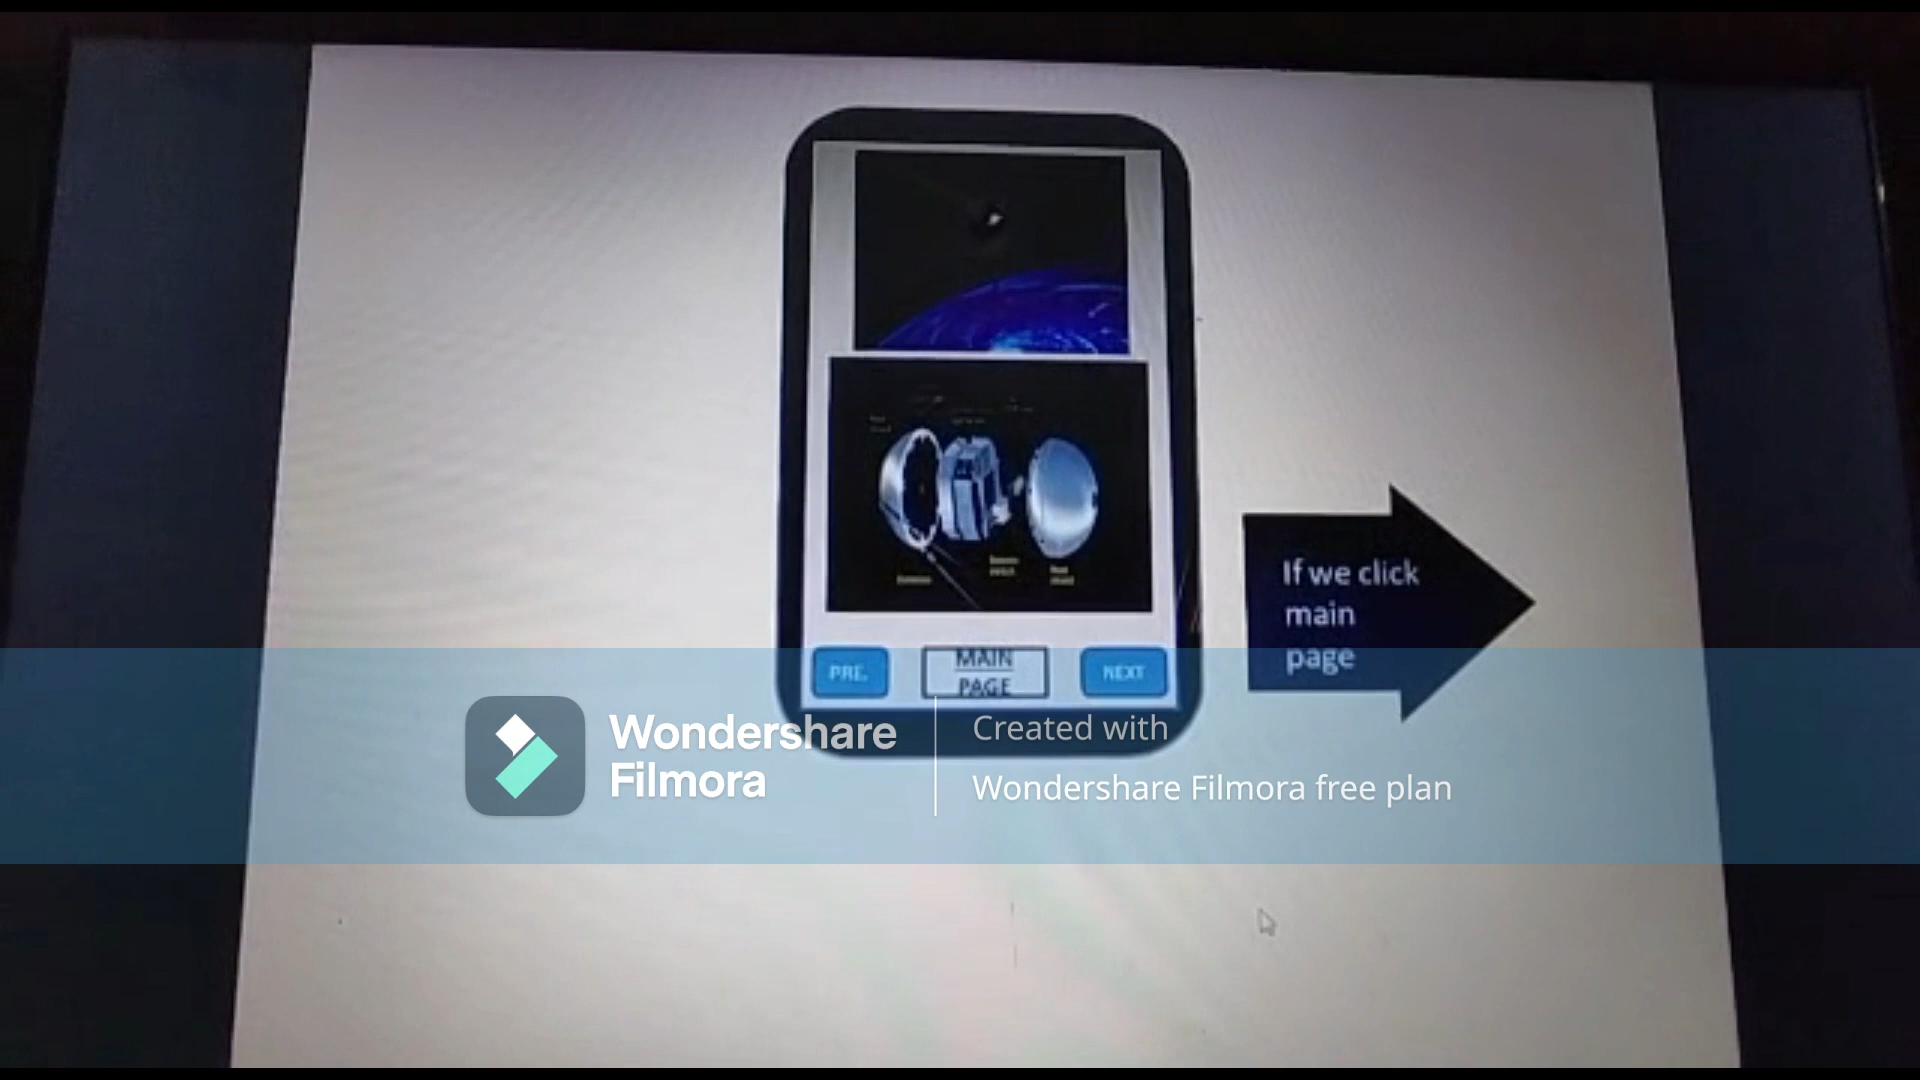 If we click
main
page
PRE.
MAIN
PAGE
NEXT
Wondershare
Filmora
Created with
Wondershare Filmora free plan